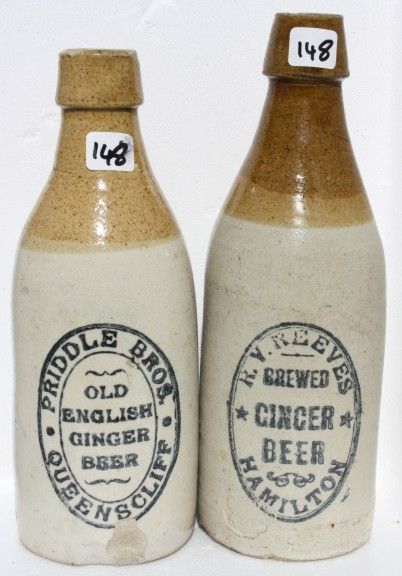 148
PRIDDLE BROS.
OLD
ENGLISH
GINGER
BEER
QUEENSCLIFF
148
R.V. REEVES
BREWED
GINGER
BEER
HAMILTON